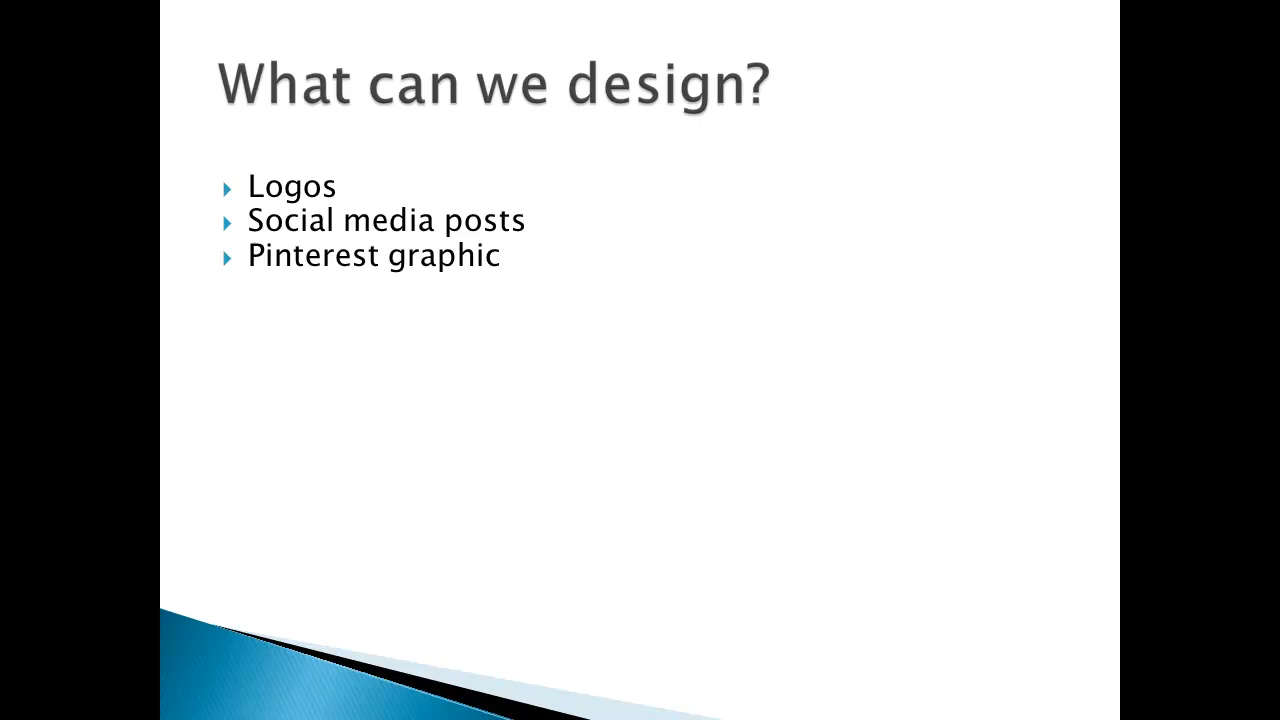 What can we design?
Logos
Social media posts
Pinterest graphic